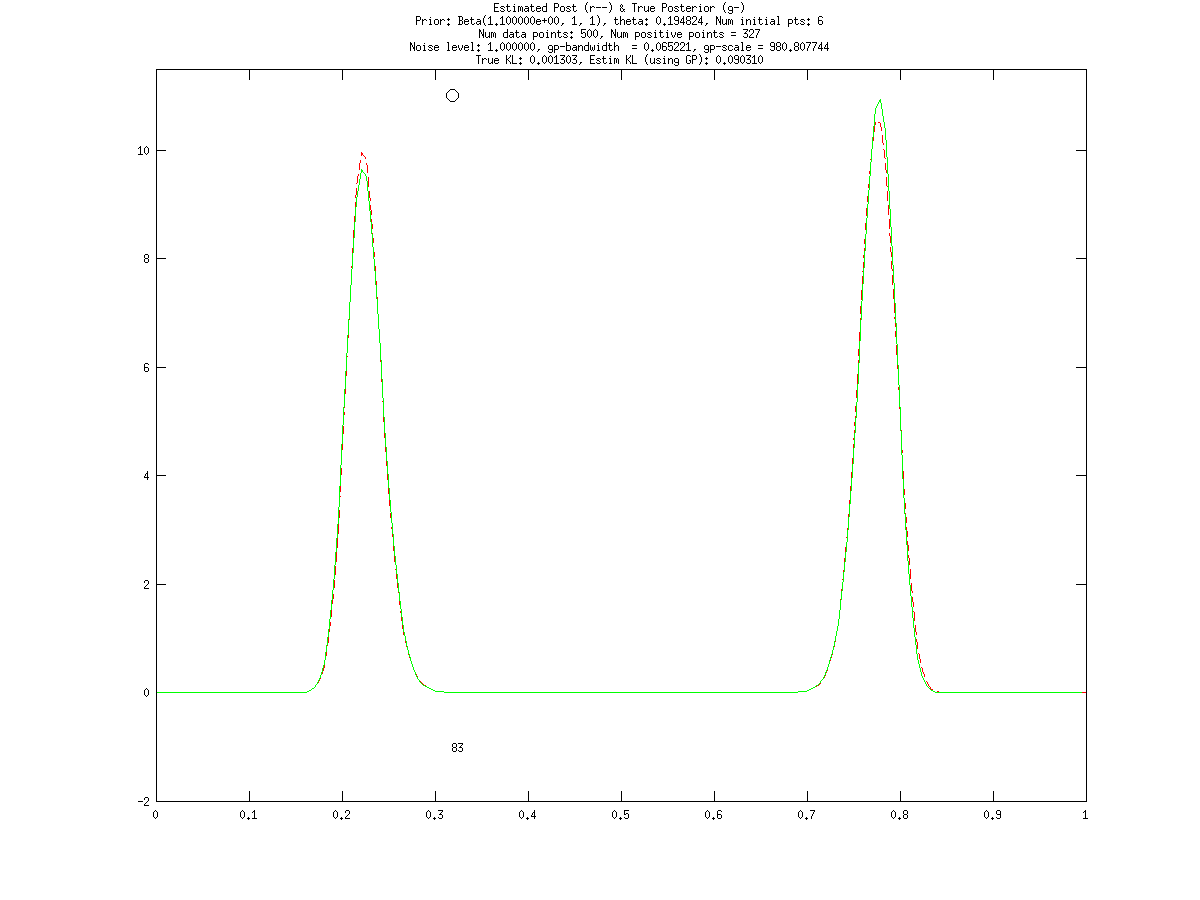 Estimated Post (r--) & True Posterior (g-)
Prior: Beta(1.100000e+00, 1, 1), theta: 0.194824, Num initial pts: 6
Num data points: 500, Num positive points = 327
Noise level: 1.000000, gp-bandwidth  = 0.065221, gp-scale = 980.807744
True KL: 0.001303, Estim KL (using GP): 0.090310
10
8
6
4
2
0
83
-2
0 0.1 0.2 0.3 0.4 0.5 0.6 0.7 0.8 0.9 1